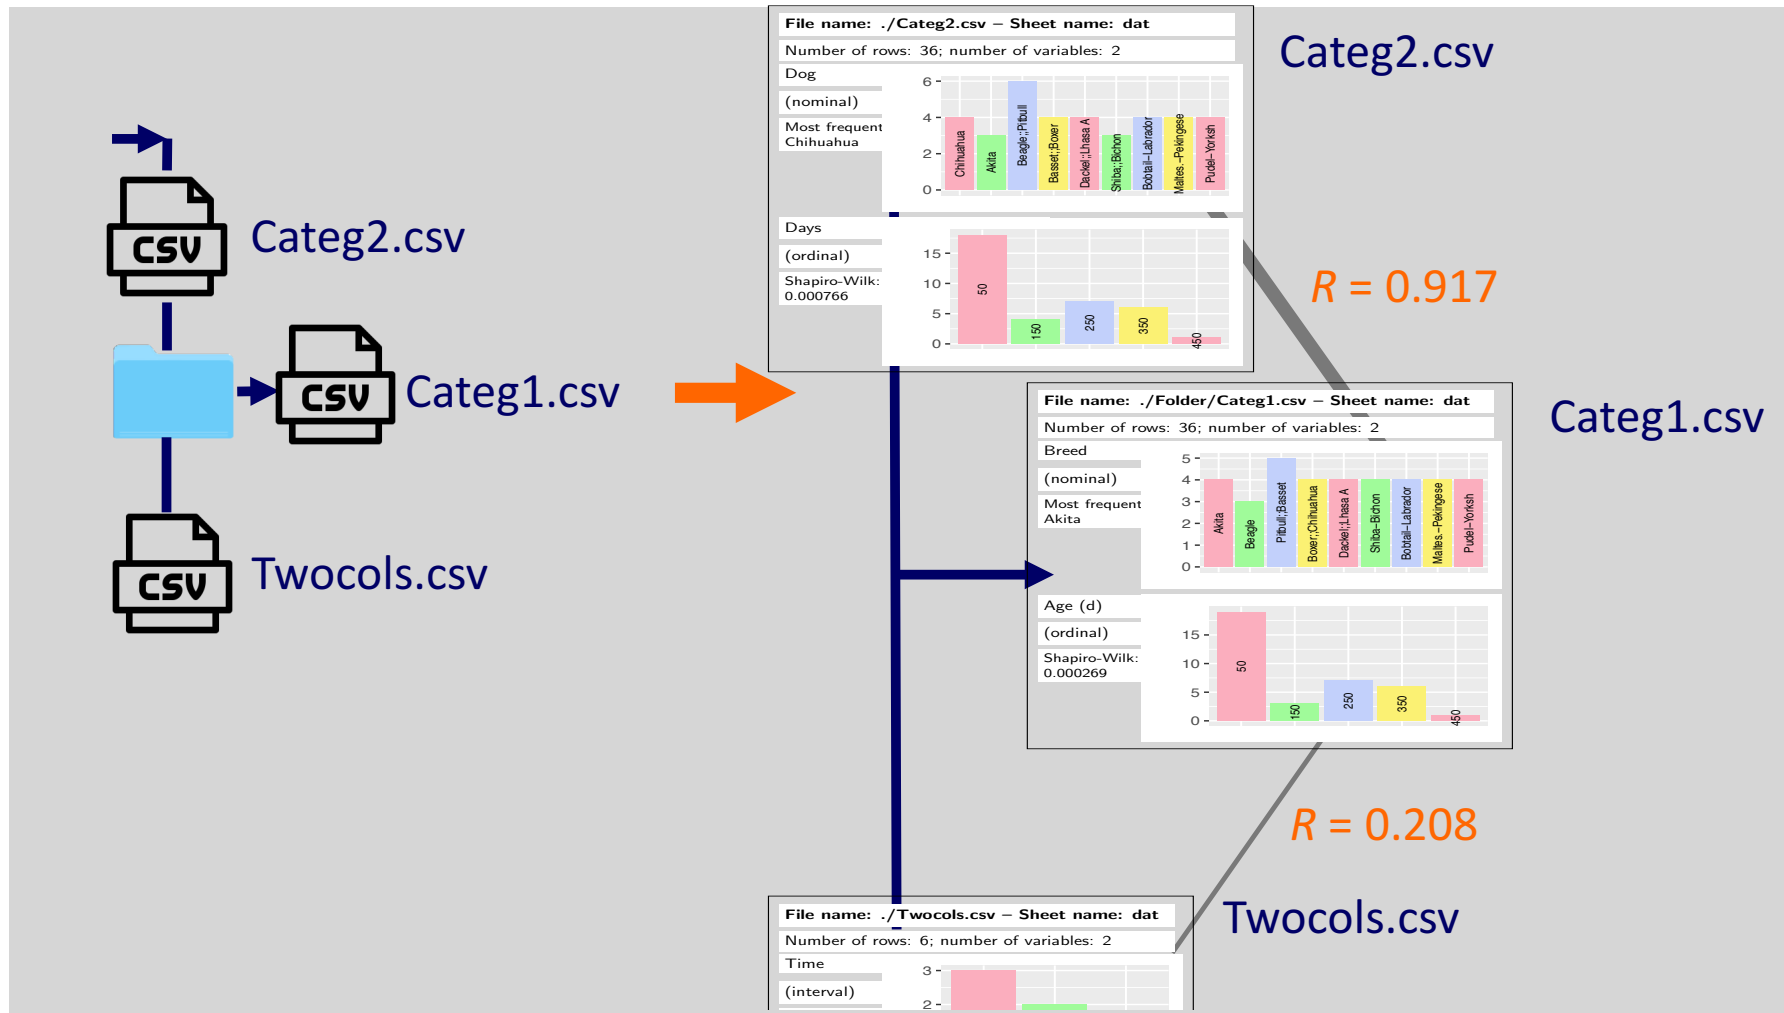 CSV
Categ2.csv
CSV
Categ1.csv
CSV
Twocols.csv
File name: ./Categ2.csv – Sheet name: dat
Number of rows: 36; number of variables: 2
Dog
(nominal)
Most frequent
Chihuahua
6
4
2
0
Chihuahua
Akita
Beagle;;Pitbull
Basset;;Boxer
Dackel;;Lhasa A
Shiba;;Bichon
Bobtail–Labrador
Maltes.–Pekingese
Pudel–Yorksh
Days
(ordinal)
Shapiro-Wilk:
0.000766
15
10
5
0
50
150
250
350
450
Categ2.csv
R = 0.917
File name: ./Folder/Categ1.csv – Sheet name: dat
Number of rows: 36; number of variables: 2
Breed
(nominal)
Most frequent
Akita
5
4
3
2
1
0
Akita
Beagle
Pitbull;;Basset
Boxer;;Chihuahua
Dackel;;Lhasa A
Shiba–Bichon
Bobtail–Labrador
Maltes.–Pekingese
Pudel–Yorksh
Age (d)
(ordinal)
Shapiro-Wilk:
0.000269
15
10
5
0
50
150
250
350
450
Categ1.csv
R = 0.208
File name: ./Twocols.csv – Sheet name: dat
Number of rows: 6; number of variables: 2
Time
(interval)
3
2
Twocols.csv